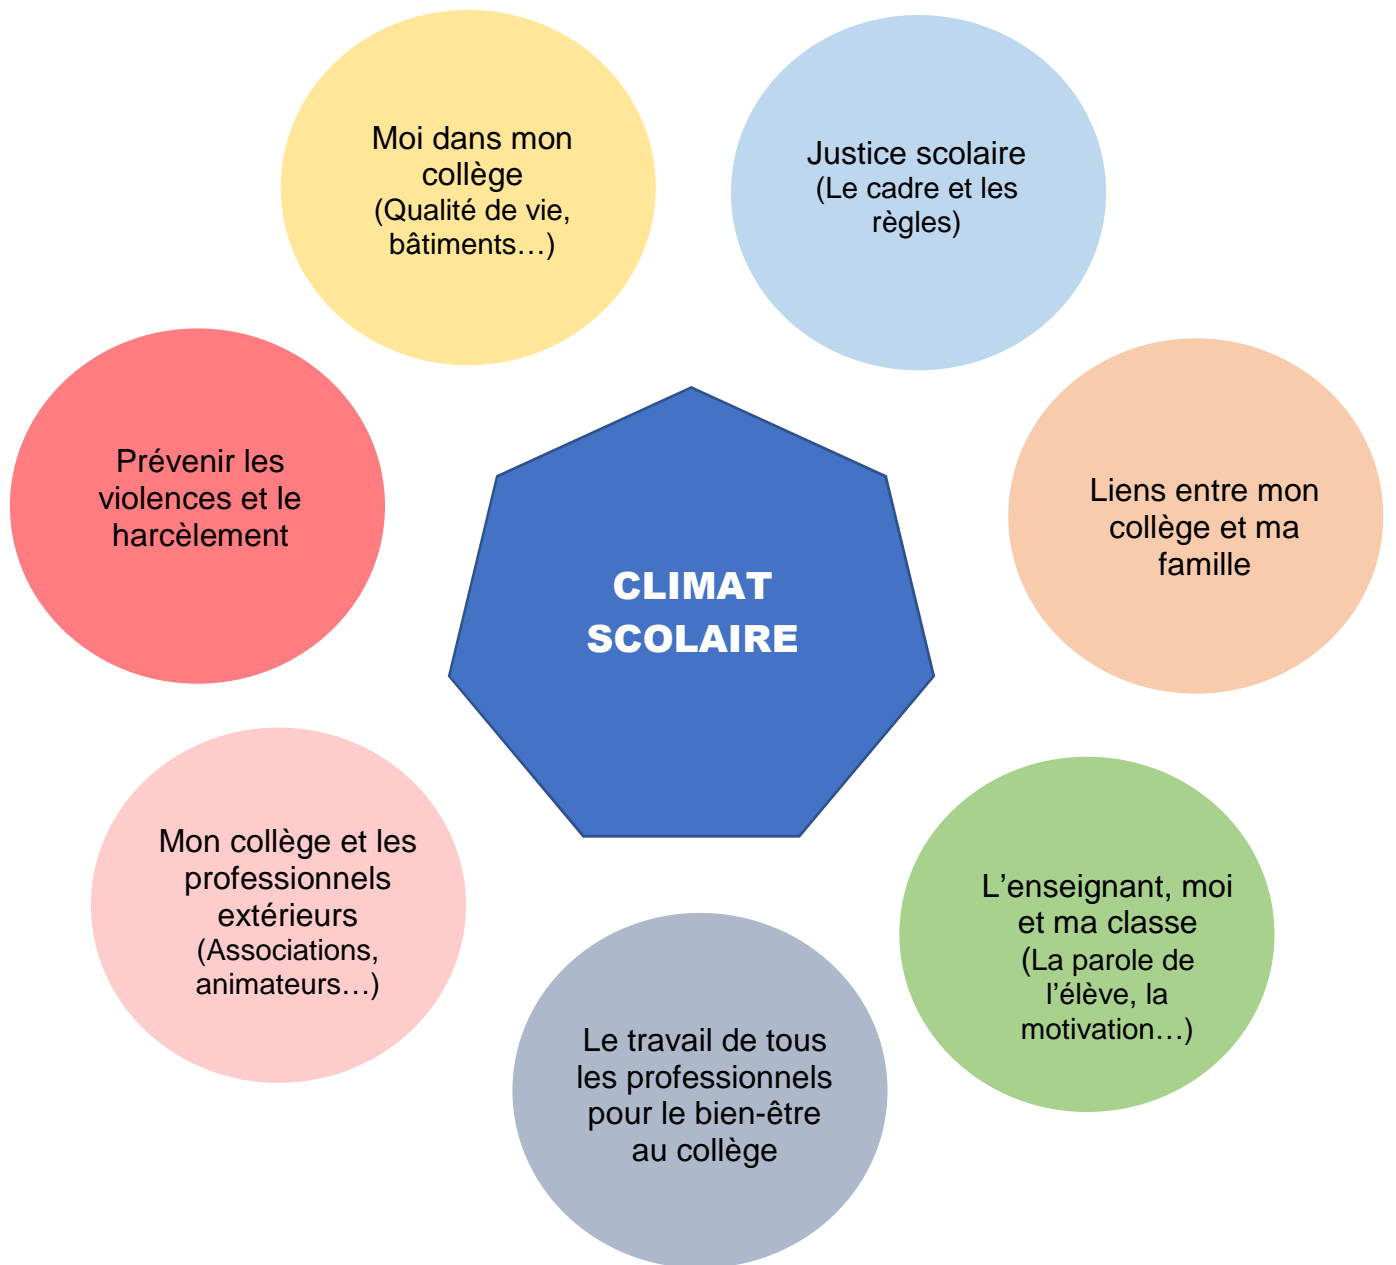 Moi dans mon
collège
(Qualité de vie,
bâtiments…)
Justice scolaire
(Le cadre et les
règles)
Prévenir les
violences et le
harcèlement
Liens entre mon
collège et ma
famille
CLIMAT
SCOLAIRE
Mon collège et les
professionnels
extérieurs
(Associations,
animateurs…)
L’enseignant, moi
et ma classe
(La parole de
l’élève, la
motivation…)
Le travail de tous
les professionnels
pour le bien-être
au collège